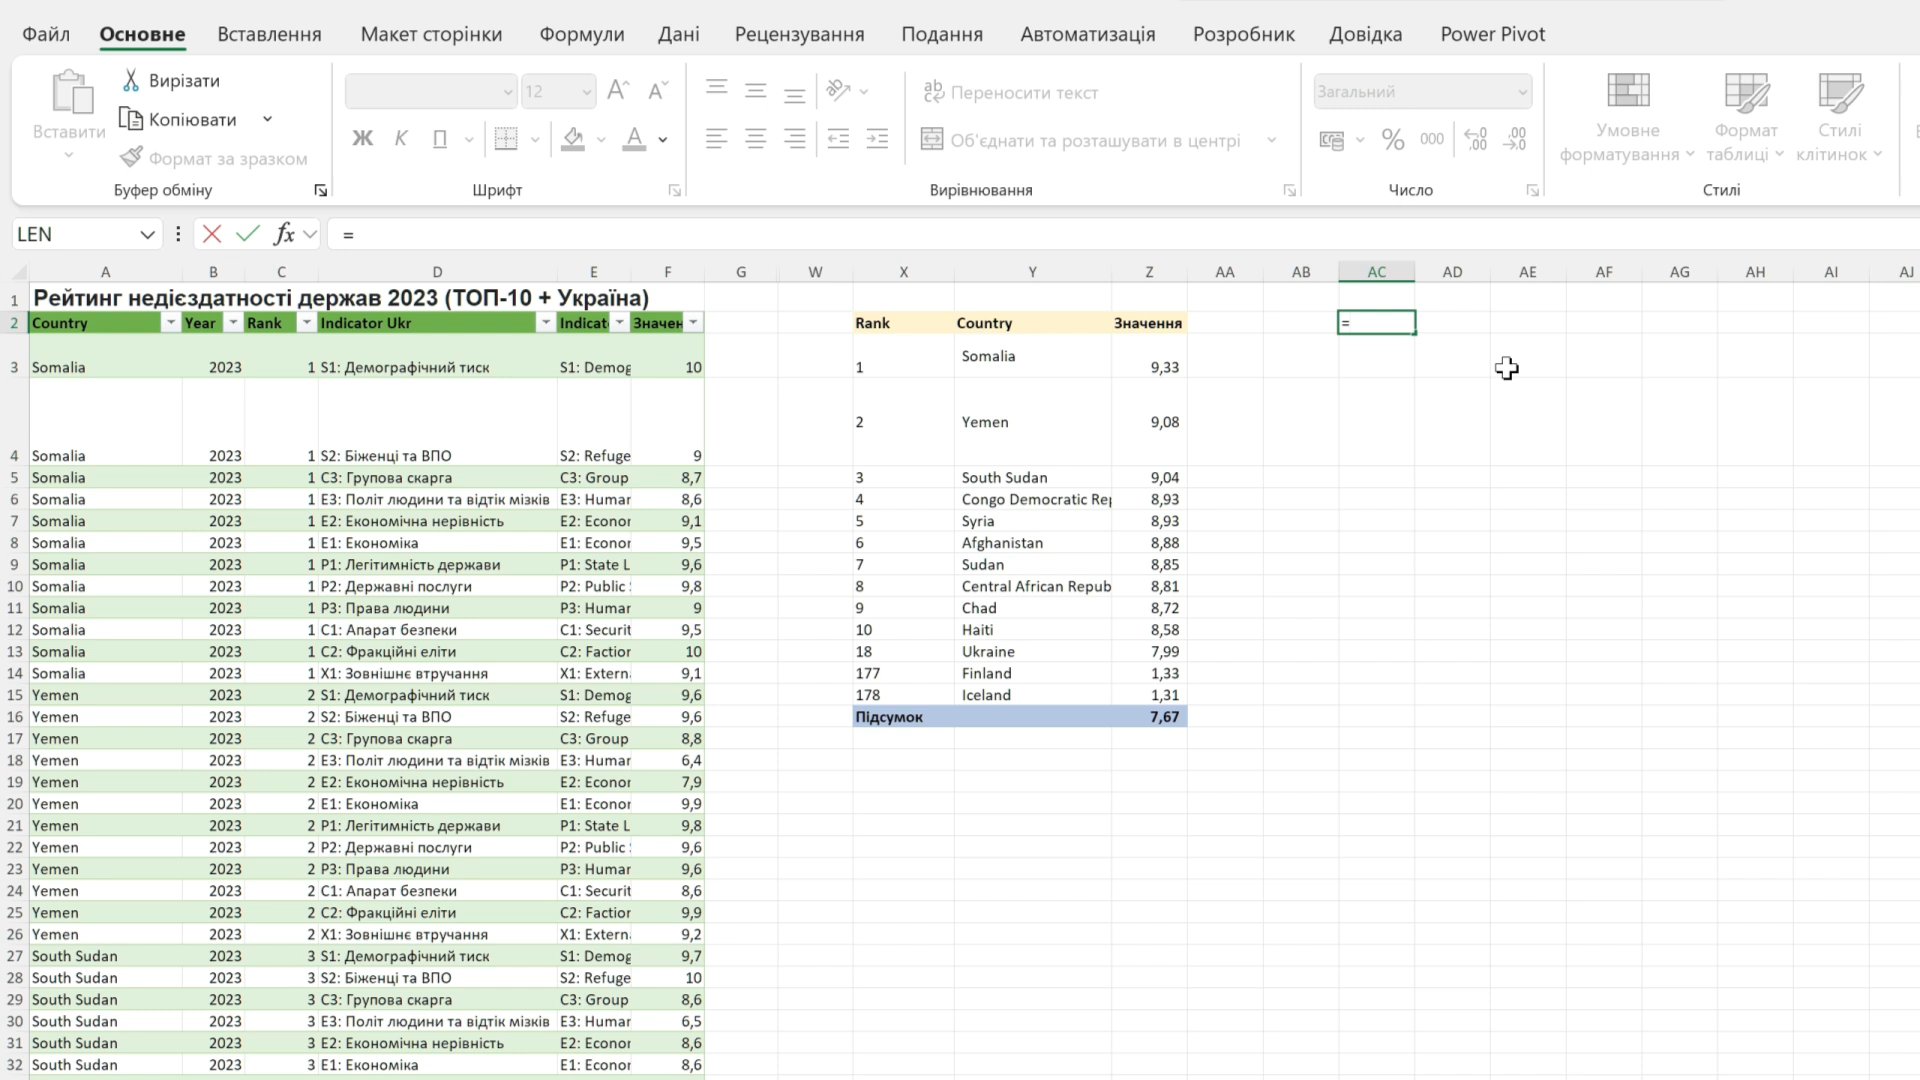 Файл Основне Вставлення Макет сторінки Формули Дані Рецензування Подання Автоматизація Розробник Довідка Power Pivot
Вставити
Вирізати
Копіювати
Формат за зразком
Буфер обміну
12
Ж К П
Шрифт
Переносити текст
Об'єднати та розташувати в центрі
Вирівнювання
Загальний
% 000
Число
Умовне форматування
Формат таблиці
Стилі клітинок
Стилі
LEN fx =
A B C D E F G W X Y Z AA AB AC AD AE AF AG AH AI AJ
1 Рейтинг недієздатності держав 2023 (ТОП-10 + Україна)
2 Country Year Rank Indicator Ukr Indicat Значен Rank Country Значення =
3 Somalia 2023 1 S1: Демографічний тиск S1: Demog 10 1 Somalia 9,33
4 Somalia 2023 1 S2: Біженці та ВПО S2: Refuge 9 2 Yemen 9,08
5 Somalia 2023 1 C3: Групова скарга C3: Group 8,7 3 South Sudan 9,04
6 Somalia 2023 1 E3: Політ людини та відтік мізків E3: Humar 8,6 4 Congo Democratic Rep 8,93
7 Somalia 2023 1 E2: Економічна нерівність E2: Econor 9,1 5 Syria 8,93
8 Somalia 2023 1 E1: Економіка E1: Econor 9,5 6 Afghanistan 8,88
9 Somalia 2023 1 P1: Легітимність держави P1: State L 9,6 7 Sudan 8,85
10 Somalia 2023 1 P2: Державні послуги P2: Public 9,8 8 Central African Repub 8,81
11 Somalia 2023 1 P3: Права людини P3: Humar 9 9 Chad 8,72
12 Somalia 2023 1 C1: Апарат безпеки C1: Securit 9,5 10 Haiti 8,58
13 Somalia 2023 1 C2: Фракційні еліти C2: Factior 10 18 Ukraine 7,99
14 Somalia 2023 1 X1: Зовнішнє втручання X1: Extern 9,1 177 Finland 1,33
15 Yemen 2023 2 S1: Демографічний тиск S1: Demog 9,6 178 Iceland 1,31
16 Yemen 2023 2 S2: Біженці та ВПО S2: Refuge 9,6 Підсумок 7,67
17 Yemen 2023 2 C3: Групова скарга C3: Group 8,8
18 Yemen 2023 2 E3: Політ людини та відтік мізків E3: Humar 6,4
19 Yemen 2023 2 E2: Економічна нерівність E2: Econor 7,9
20 Yemen 2023 2 E1: Економіка E1: Econor 9,9
21 Yemen 2023 2 P1: Легітимність держави P1: State L 9,8
22 Yemen 2023 2 P2: Державні послуги P2: Public 9,6
23 Yemen 2023 2 P3: Права людини P3: Humar 9,6
24 Yemen 2023 2 C1: Апарат безпеки C1: Securit 8,6
25 Yemen 2023 2 C2: Фракційні еліти C2: Factior 9,9
26 Yemen 2023 2 X1: Зовнішнє втручання X1: Extern 9,2
27 South Sudan 2023 3 S1: Демографічний тиск S1: Demog 9,7
28 South Sudan 2023 3 S2: Біженці та ВПО S2: Refuge 10
29 South Sudan 2023 3 C3: Групова скарга C3: Group 8,6
30 South Sudan 2023 3 E3: Політ людини та відтік мізків E3: Humar 6,5
31 South Sudan 2023 3 E2: Економічна нерівність E2: Econor 8,6
32 South Sudan 2023 3 E1: Економіка E1: Econor 8,6